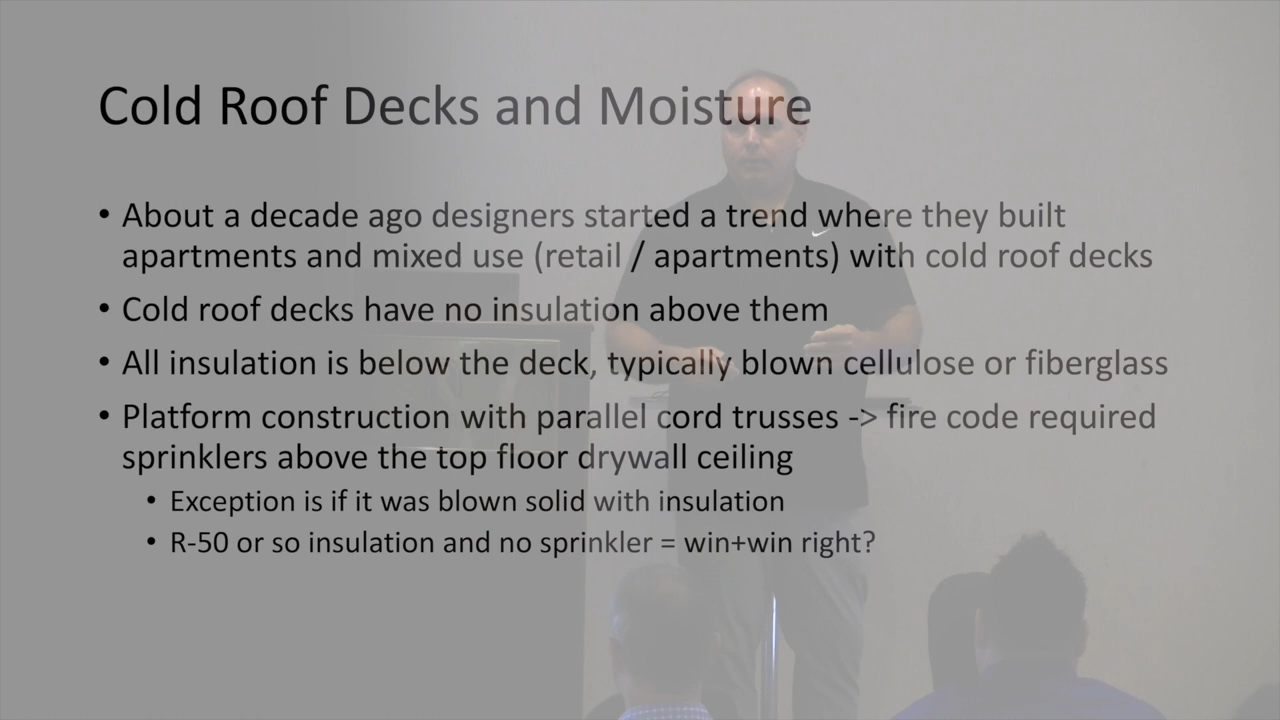 Cold Roof Decks and Moisture
• About a decade ago designers started a trend where they built
apartments and mixed use (retail / apartments) with cold roof decks
• Cold roof decks have no insulation above them
• All insulation is below the deck, typically blown cellulose or fiberglass
• Platform construction with parallel cord trusses -> fire code required
sprinklers above the top floor drywall ceiling
• Exception is if it was blown solid with insulation
• R-50 or so insulation and no sprinkler = win+win right?